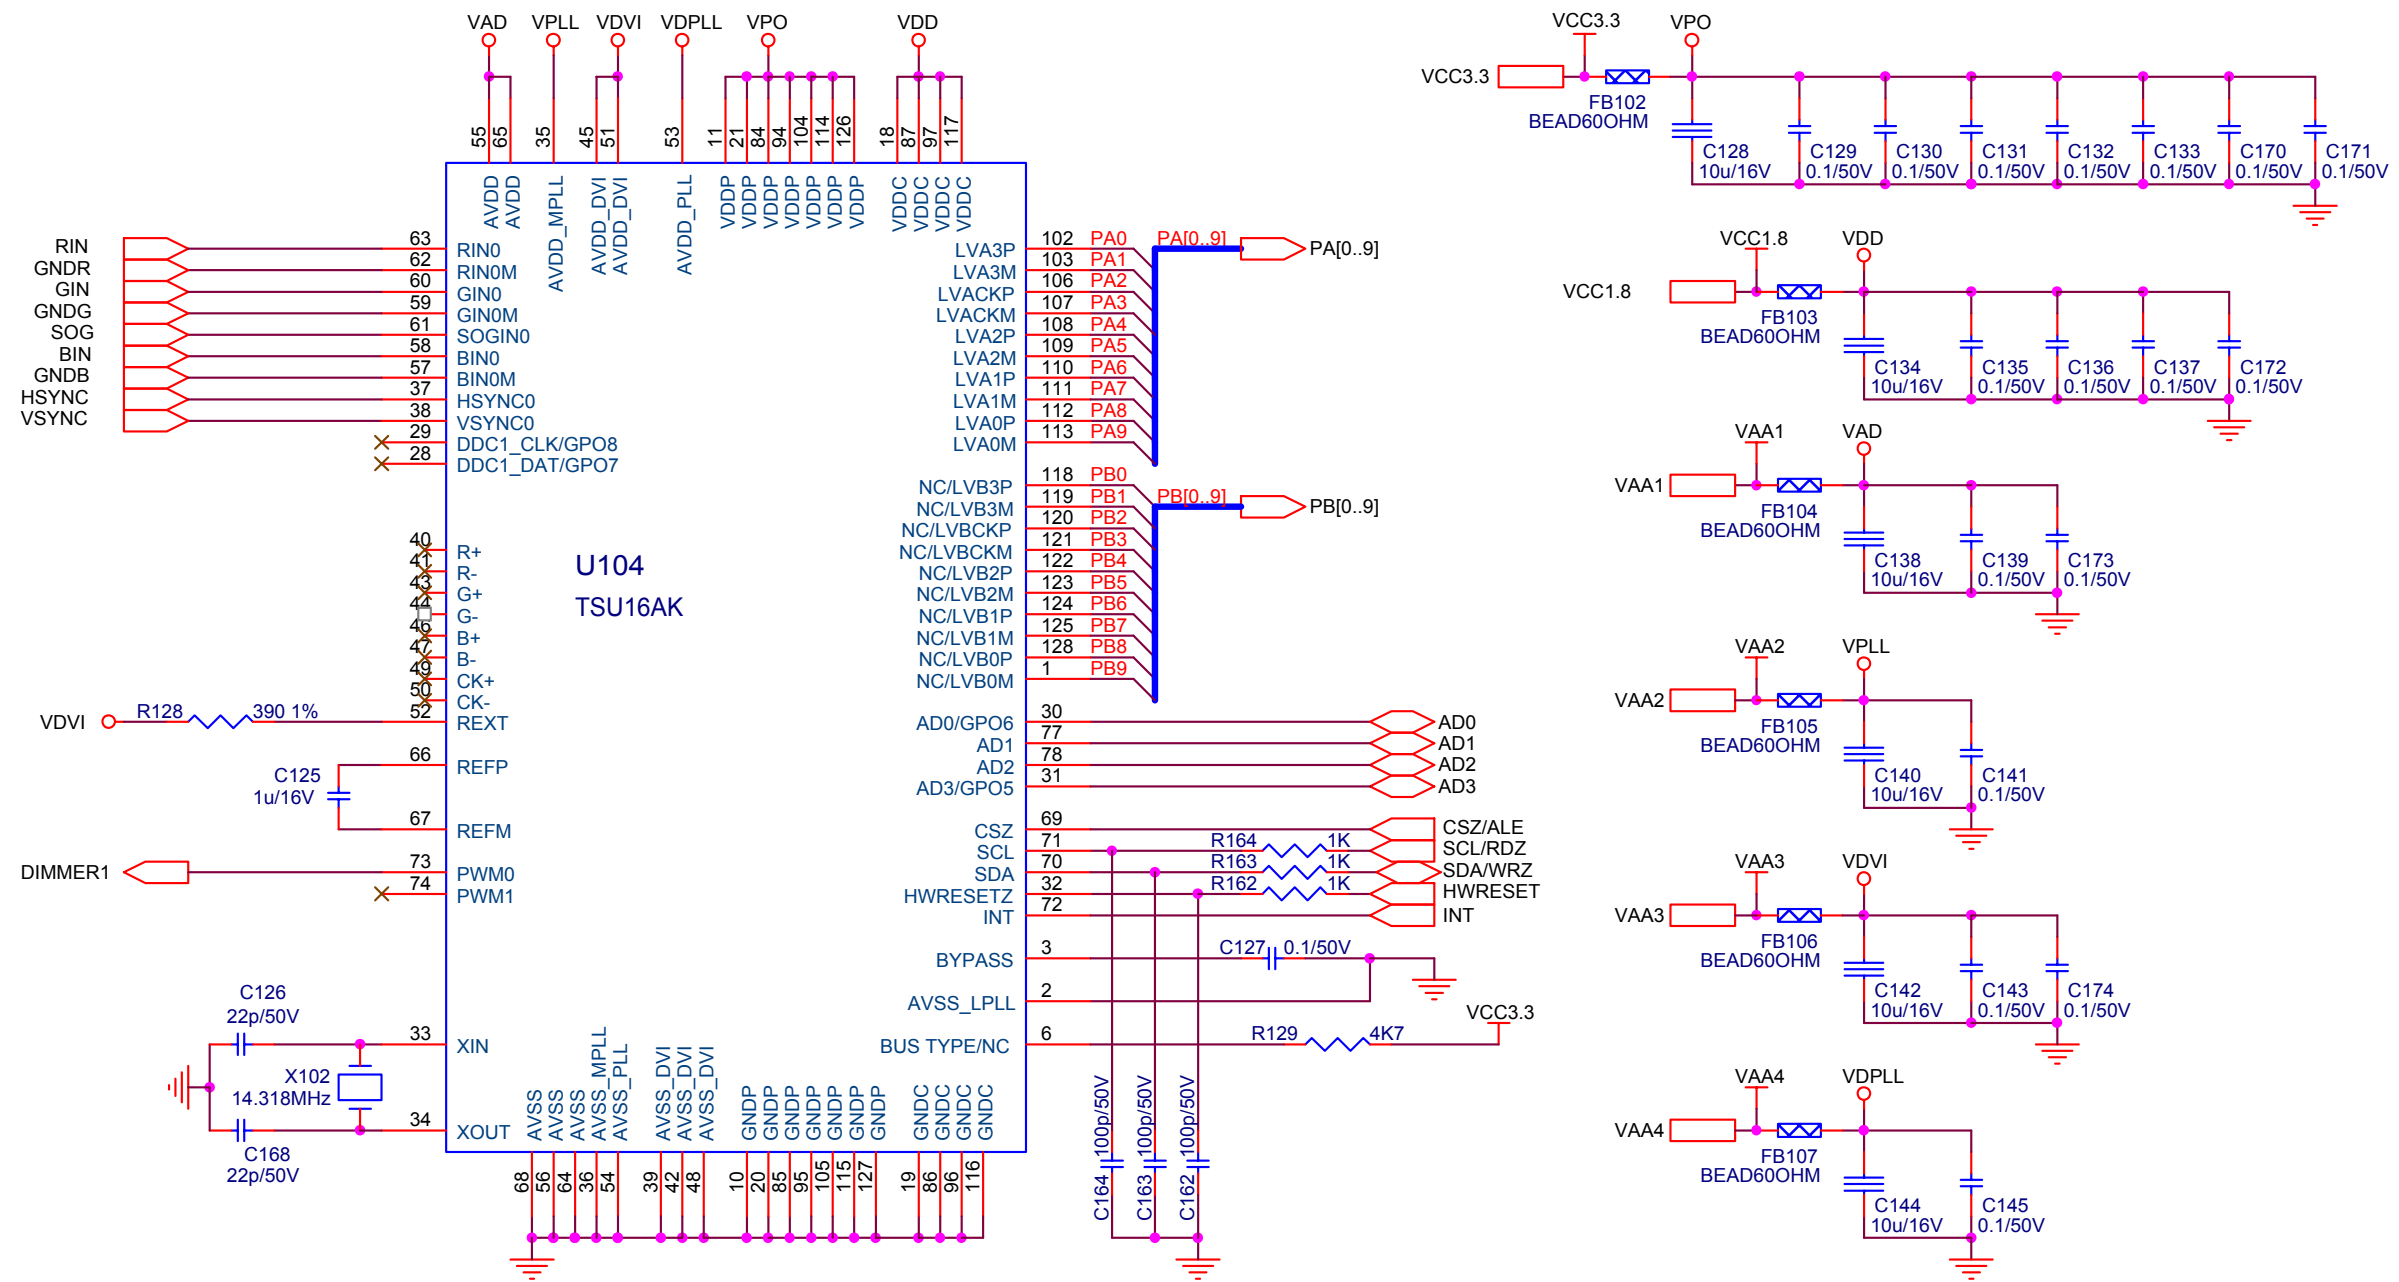 VAD VPLL VDVI VDPLL VPO VDD
55 65 35 45 51 53 11 21 84 94 104 114 126 18 87 97 117
AVDD AVDD AVDD_MPLL AVDD_DVI AVDD_DVI AVDD_PLL VDDP VDDP VDDP VDDP VDDP VDDP VDDP VDDC VDDC VDDC VDDC
RIN 63 RIN0
GNDR 62 RIN0M
GIN 60 GIN0
GNDG 59 GIN0M
SOG 61 SOGIN0
BIN 58 BIN0
GNDB 57 BIN0M
HSYNC 37 HSYNC0
VSYNC 38 VSYNC0
29 DDC1_CLK/GPO8
28 DDC1_DAT/GPO7
40 R+
41 R-
43 G+
44 G-
46 B+
47 B-
49 CK+
50 CK-
VDVI R128 390 1% 52 REXT
66 REFP
C125
1u/16V
67 REFM
DIMMER1 73 PWM0
74 PWM1
C126
22p/50V
33 XIN
X102
14.318MHz
34 XOUT
C168
22p/50V
U104
TSU16AK
LVA3P 102 PA0 PA[0..9] PA[0..9]
LVA3M 103 PA1
LVACKP 106 PA2
LVACKM 107 PA3
LVA2P 108 PA4
LVA2M 109 PA5
LVA1P 110 PA6
LVA1M 111 PA7
LVA0P 112 PA8
LVA0M 113 PA9
NC/LVB3P 118 PB0
NC/LVB3M 119 PB1 PB[0..9] PB[0..9]
NC/LVBCKP 120 PB2
NC/LVBCKM 121 PB3
NC/LVB2P 122 PB4
NC/LVB2M 123 PB5
NC/LVB1P 124 PB6
NC/LVB1M 125 PB7
NC/LVB0P 128 PB8
NC/LVB0M 1 PB9
AD0/GPO6 30 AD0
AD1 77 AD1
AD2 78 AD2
AD3/GPO5 31 AD3
CSZ 69 CSZ/ALE
SCL 71 R164 1K SCL/RDZ
SDA 70 R163 1K SDA/WRZ
HWRESETZ 32 R162 1K HWRESET
INT 72 INT
BYPASS 3 C127 0.1/50V
AVSS_LPLL 2
VCC3.3
BUS TYPE/NC 6 R129 4K7
AVSS AVSS AVSS AVSS_MPLL AVSS_PLL AVSS_DVI AVSS_DVI AVSS_DVI GNDP GNDP GNDP GNDP GNDP GNDP GNDP GNDC GNDC GNDC GNDC
68 56 64 36 54 39 42 48 10 20 85 95 105 115 127 19 86 96 116
C164 100p/50V
C163 100p/50V
C162 100p/50V
VCC3.3 VPO
VCC3.3
FB102
BEAD60OHM
C128 C129 C130 C131 C132 C133 C170 C171
10u/16V 0.1/50V 0.1/50V 0.1/50V 0.1/50V 0.1/50V 0.1/50V 0.1/50V
VCC1.8 VDD
VCC1.8
FB103
BEAD60OHM
C134 C135 C136 C137 C172
10u/16V 0.1/50V 0.1/50V 0.1/50V 0.1/50V
VAA1 VAD
VAA1
FB104
BEAD60OHM
C138 C139 C173
10u/16V 0.1/50V 0.1/50V
VAA2 VPLL
VAA2
FB105
BEAD60OHM
C140 C141
10u/16V 0.1/50V
VAA3 VDVI
VAA3
FB106
BEAD60OHM
C142 C143 C174
10u/16V 0.1/50V 0.1/50V
VAA4 VDPLL
VAA4
FB107
BEAD60OHM
C144 C145
10u/16V 0.1/50V